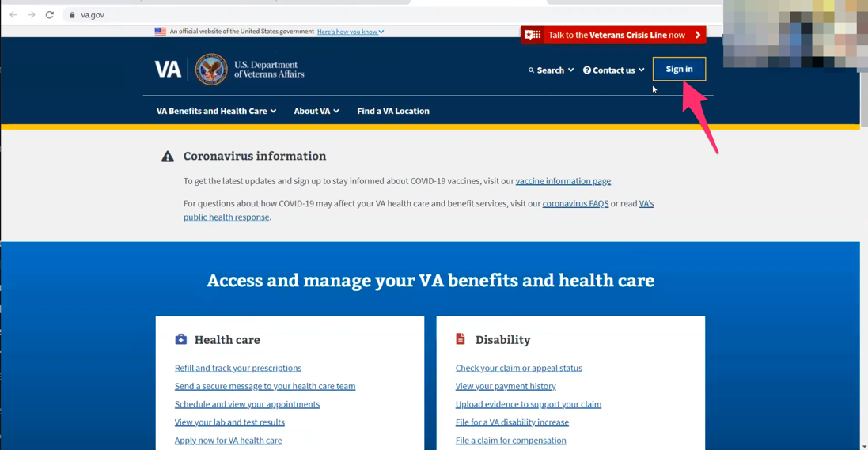 va.gov
An official website of the United States government Here's how you know
Talk to the Veterans Crisis Line now
VA
U.S. Department
of Veterans Affairs
Search
Contact us
Sign in
VA Benefits and Health Care
About VA
Find a VA Location
Coronavirus information
To get the latest updates and sign up to stay informed about COVID-19 vaccines, visit our vaccine information page.
For questions about how COVID-19 may affect your VA health care and benefit services, visit our coronavirus FAQS or read VA's
public health response.
Access and manage your VA benefits and health care
Health care
Refill and track your prescriptions
Send a secure message to your health care team
Schedule and view your appointments
View your lab and test results
Apply now for VA health care
Disability
Check your claim or appeal status
View your payment history
Upload evidence to support your claim
File for a VA disability increase
File a claim for compensation